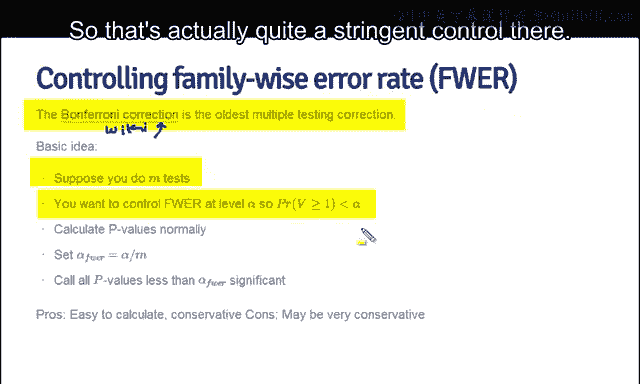 So that's actually quite a stringent control there.
Controlling family-wise error rate (FWER)
The Bonferroni correction is the oldest multiple testing correction.
wiki ↑
Basic idea:
· Suppose you do m tests
· You want to control FWER at level α so Pr(V ≥ 1) < α
· Calculate P-values normally
· Set α_fwer = α/m
· Call all P-values less than α_fwer significant
Pros: Easy to calculate, conservative Cons: May be very conservative